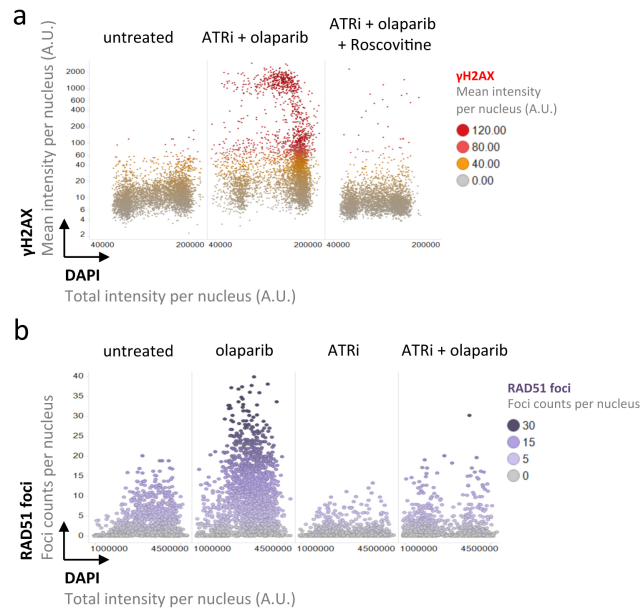 a
untreated
ATRi + olaparib
ATRi + olaparib
+ Roscovitine
γH2AX
Mean intensity per nucleus (A.U.)
2000
1000
600
400
200
100
60
40
20
10
6
4
2
40000
200000
40000
200000
40000
200000
γH2AX
Mean intensity
per nucleus (A.U.)
120.00
80.00
40.00
0.00
DAPI
Total intensity per nucleus (A.U.)
b
untreated
olaparib
ATRi
ATRi + olaparib
RAD51 foci
Foci counts per nucleus
40
35
30
25
20
15
10
5
0
1000000
4500000
1000000
4500000
1000000
4500000
1000000
4500000
RAD51 foci
Foci counts per nucleus
30
15
5
0
DAPI
Total intensity per nucleus (A.U.)